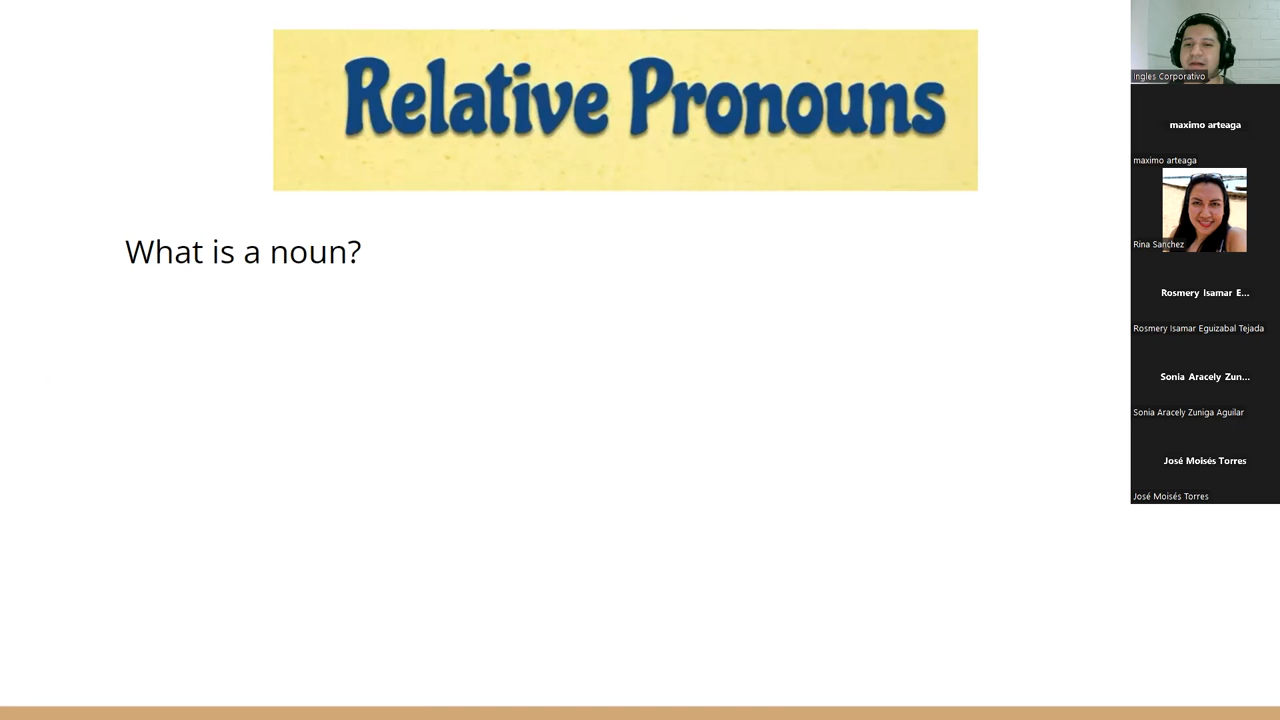 Relative Pronouns
What is a noun?
Ingles Corporativo
maximo arteaga
maximo arteaga
Rina Sanchez
Rosmery Isamar E...
Rosmery Isamar Eguizabal Tejada
Sonia Aracely Zun...
Sonia Aracely Zuniga Aguilar
José Moisés Torres
José Moisés Torres